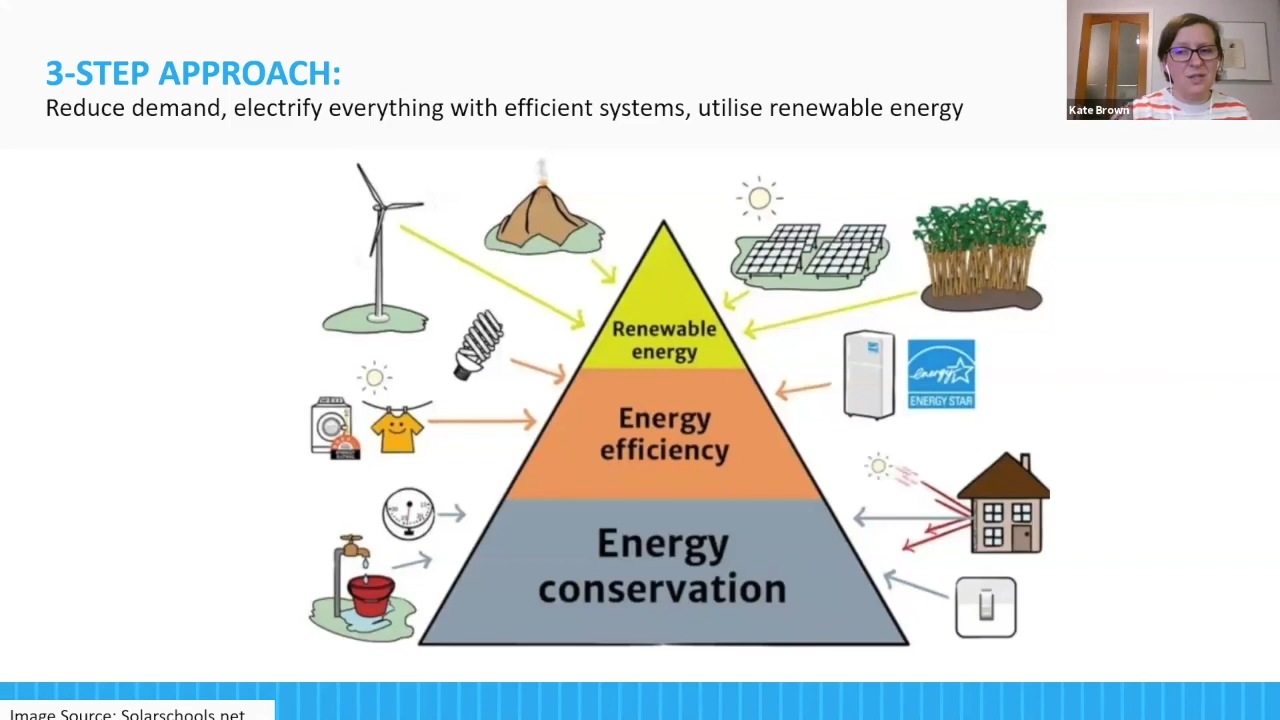 3-STEP APPROACH:
Reduce demand, electrify everything with efficient systems, utilise renewable energy
Kate Brown
Renewable
energy
energy
ENERGY STAR
Energy
efficiency
Energy
conservation
Image Source: Solarschools.net